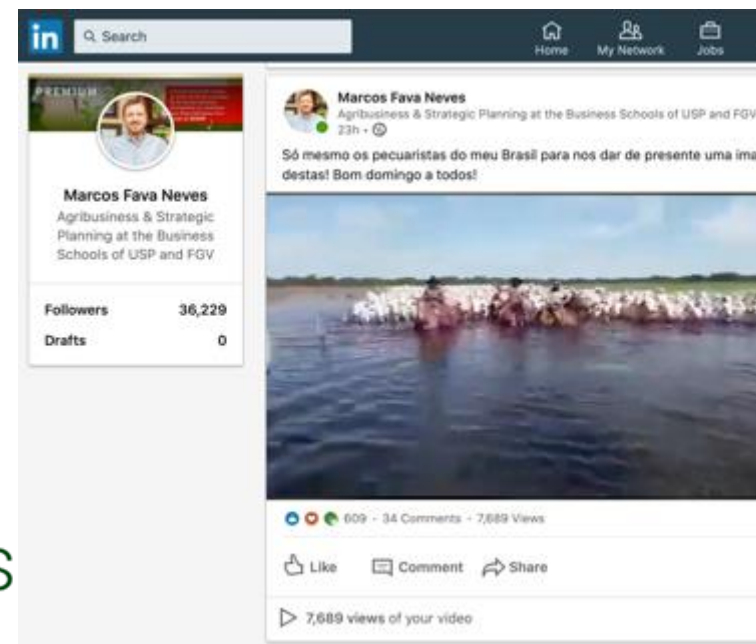 in Search
Home My Network Jobs
PREMIUM
Marcos Fava Neves
Agribusiness & Strategic
Planning at the Business
Schools of USP and FGV
Followers 36,229
Drafts 0
Marcos Fava Neves
Agribusiness & Strategic Planning at the Business Schools of USP and FGV
23h •
Só mesmo os pecuaristas do meu Brasil para nos dar de presente uma ima
destas! Bom domingo a todos!
609 • 34 Comments • 7,689 Views
Like Comment Share
7,689 views of your video
S